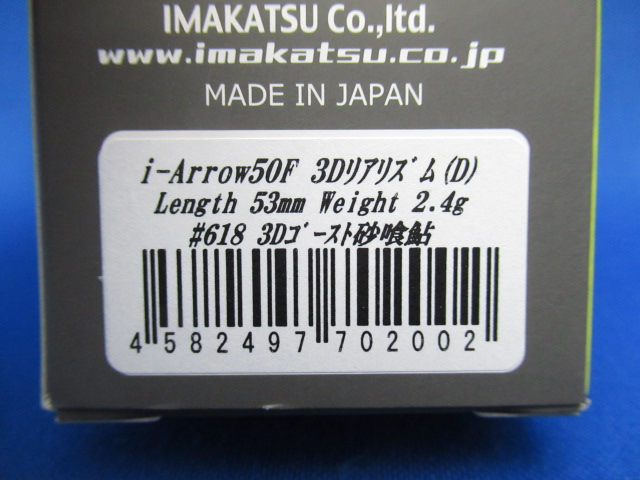 IMAKATSU Co.,ltd.
www.imakatsu.co.jp
MADE IN JAPAN
i-Arrow50F 3Dﾘｱﾘｽﾞﾑ(D)
Length 53mm Weight 2.4g
#618 3Dｺﾞｰｽﾄ砂喰鮎
4 582497 702002